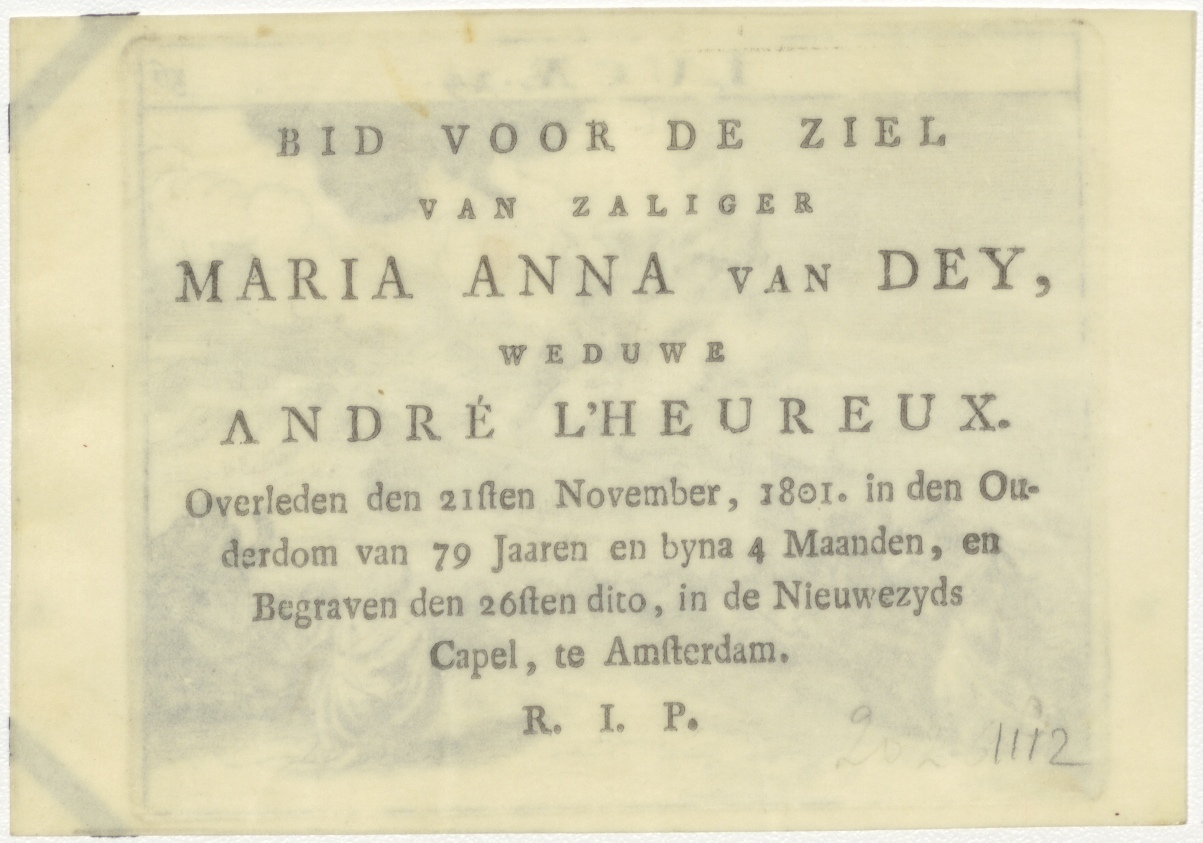 BID VOOR DE ZIEL
VAN ZALIGER
MARIA ANNA VAN DEY,
WEDUWE
ANDRÉ L'HEUREUX.
Overleden den 21ſten November, 1801. in den Ou-
derdom van 79 Jaaren en byna 4 Maanden, en
Begraven den 26ſten dito, in de Nieuwezyds
Capel, te Amſterdam.
R. I. P.
1112